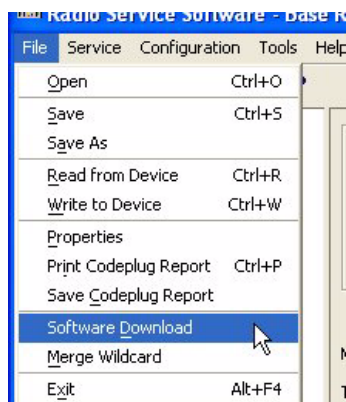 Radio Service Software - Base R
File Service Configuration Tools Help
Open Ctrl+O
Save Ctrl+S
Save As
Read from Device Ctrl+R
Write to Device Ctrl+W
Properties
Print Codeplug Report Ctrl+P
Save Codeplug Report
Software Download
Merge Wildcard
Exit Alt+F4